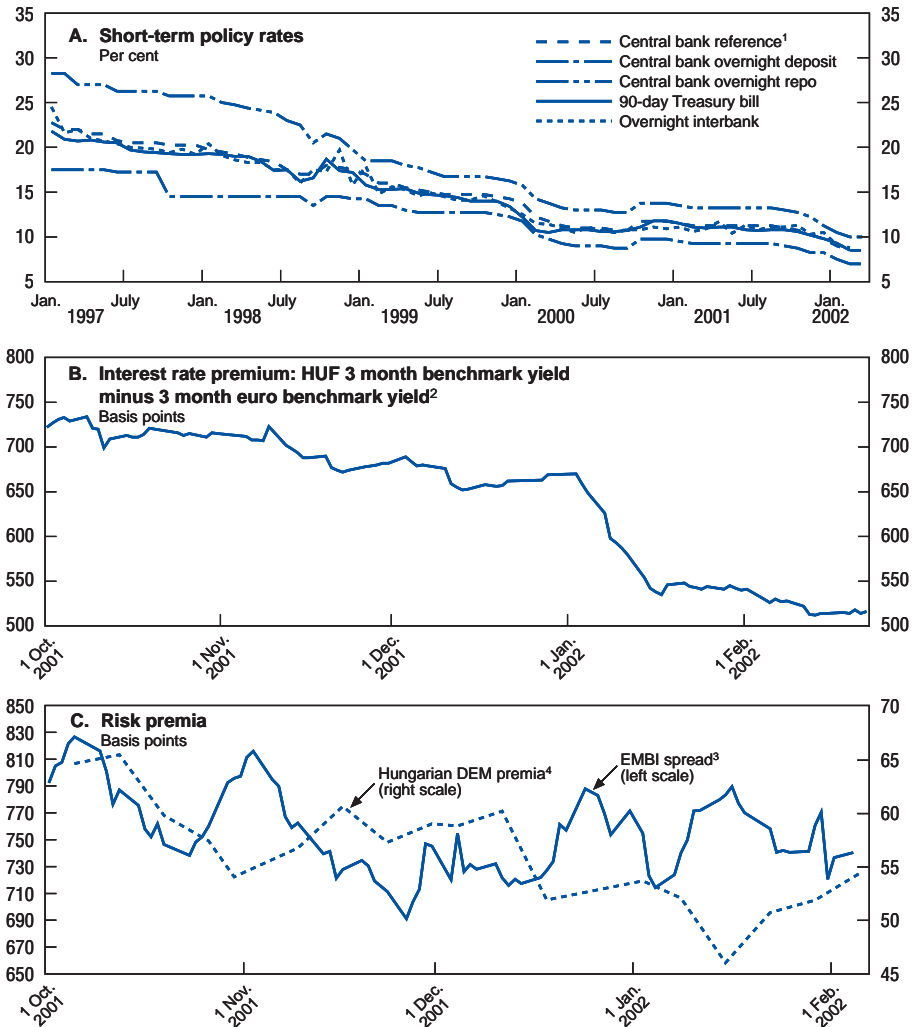 A. Short-term policy rates
Per cent
Central bank reference¹
Central bank overnight deposit
Central bank overnight repo
90-day Treasury bill
Overnight interbank
35 35
30 30
25 25
20 20
15 15
10 10
5 5
Jan. July Jan. July Jan. July Jan. July Jan. July Jan.
1997 1998 1999 2000 2001 2002
B. Interest rate premium: HUF 3 month benchmark yield
minus 3 month euro benchmark yield²
Basis points
800 800
750 750
700 700
650 650
600 600
550 550
500 500
1 Oct. 2001
1 Nov. 2001
1 Dec. 2001
1 Jan. 2002
1 Feb. 2002
C. Risk premia
Basis points
Hungarian DEM premia⁴
(right scale)
EMBI spread³
(left scale)
850 70
830
810 65
790
770 60
750
730 55
710
690 50
670
650 45
1 Oct. 2001
1 Nov. 2001
1 Dec. 2001
1 Jan. 2002
1 Feb. 2002